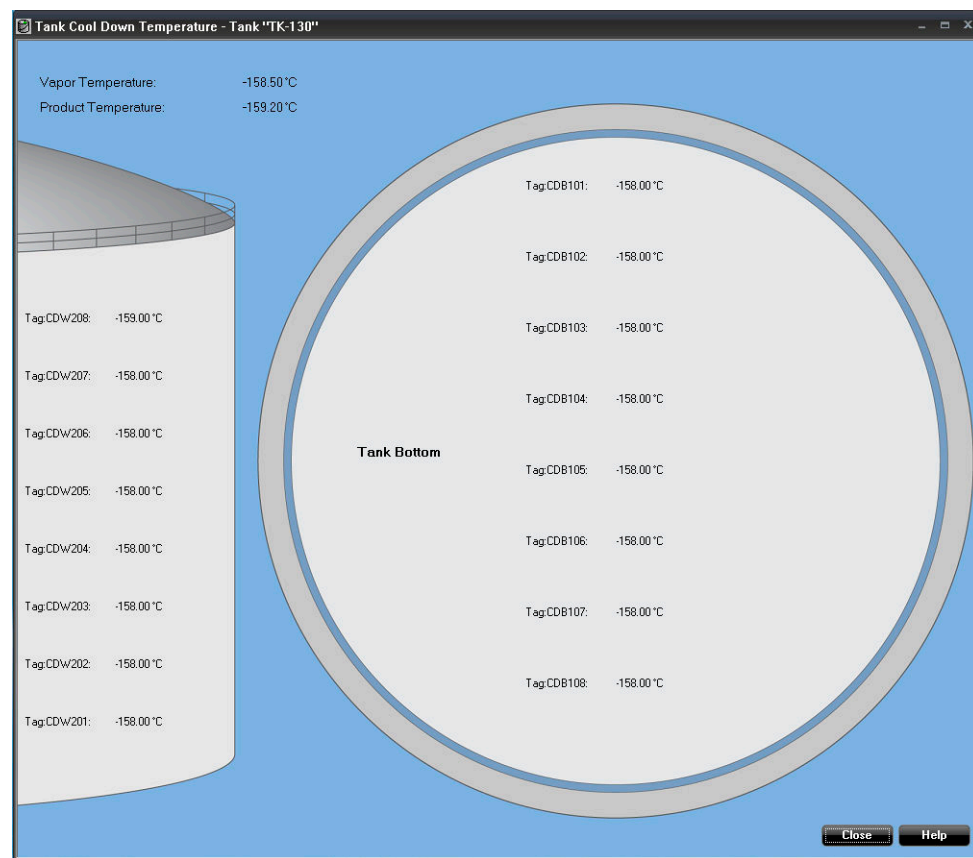 Tank Cool Down Temperature - Tank "TK-130"
Vapor Temperature: -158.50°C
Product Temperature: -159.20°C
Tag:CDW208: -159.00°C
Tag:CDW207: -158.00°C
Tag:CDW206: -158.00°C
Tag:CDW205: -158.00°C
Tag:CDW204: -158.00°C
Tag:CDW203: -158.00°C
Tag:CDW202: -158.00°C
Tag:CDW201: -158.00°C
Tank Bottom
Tag:CDB101: -158.00°C
Tag:CDB102: -158.00°C
Tag:CDB103: -158.00°C
Tag:CDB104: -158.00°C
Tag:CDB105: -158.00°C
Tag:CDB106: -158.00°C
Tag:CDB107: -158.00°C
Tag:CDB108: -158.00°C
Close Help